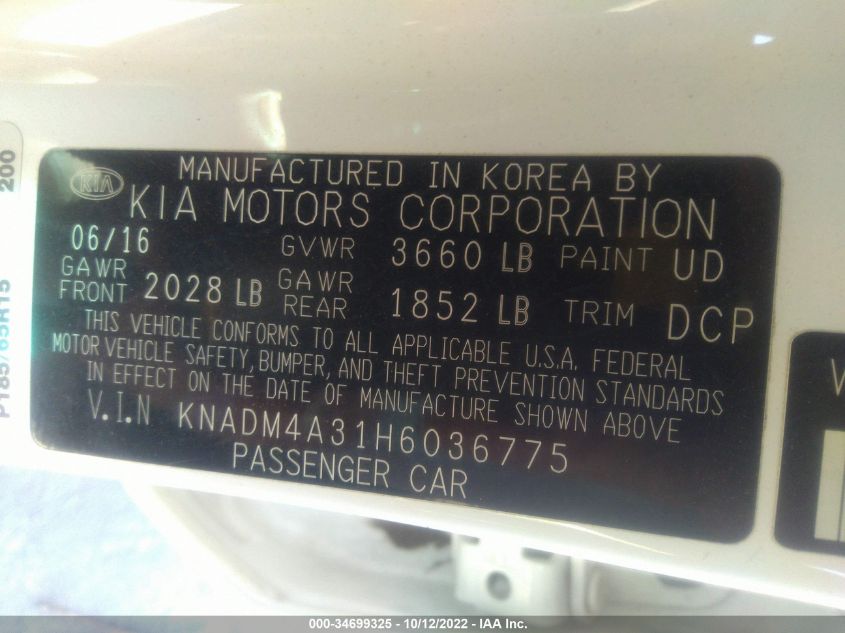 MANUFACTURED IN KOREA BY
KIA
KIA MOTORS CORPORATION
06/16 GVWR 3660 LB PAINT UD
GAWR FRONT 2028 LB GAWR REAR 1852 LB TRIM DCP
THIS VEHICLE CONFORMS TO ALL APPLICABLE U.S.A. FEDERAL
MOTOR VEHICLE SAFETY, BUMPER, AND THEFT PREVENTION STANDARDS
IN EFFECT ON THE DATE OF MANUFACTURE SHOWN ABOVE
V.I.N KNADM4A31H6036775
PASSENGER CAR
P185/65R15
200
V
000-34699325 - 10/12/2022 - IAA Inc.